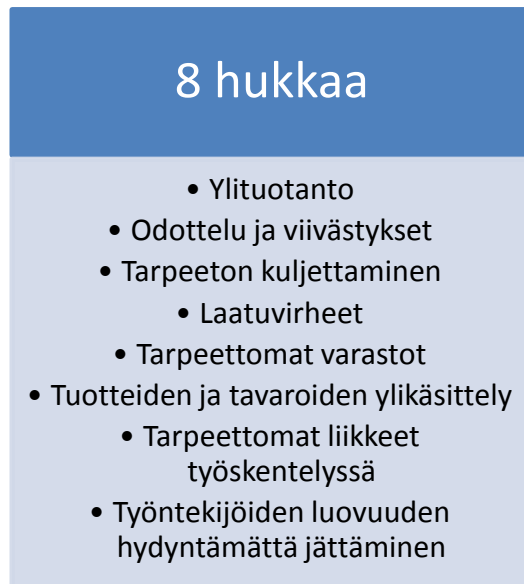 8 hukkaa
• Ylituotanto
• Odottelu ja viivästykset
• Tarpeeton kuljettaminen
• Laatuvirheet
• Tarpeettomat varastot
• Tuotteiden ja tavaroiden ylikäsittely
• Tarpeettomat liikkeet
työskentelyssä
• Työntekijöiden luovuuden
hydyntämättä jättäminen